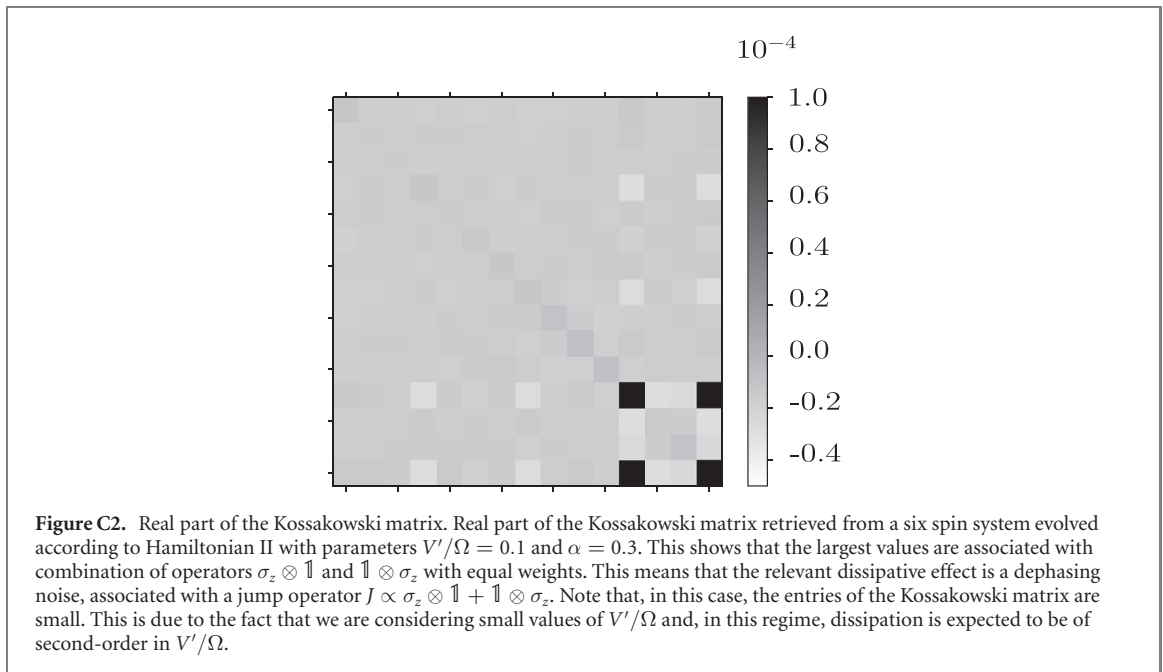 10⁻⁴
1.0
0.8
0.6
0.4
0.2
0.0
-0.2
-0.4
Figure C2. Real part of the Kossakowski matrix. Real part of the Kossakowski matrix retrieved from a six spin system evolved
according to Hamiltonian II with parameters V′/Ω = 0.1 and α = 0.3. This shows that the largest values are associated with
combination of operators σ_z ⊗ 𝟙 and 𝟙 ⊗ σ_z with equal weights. This means that the relevant dissipative effect is a dephasing
noise, associated with a jump operator J ∝ σ_z ⊗ 𝟙 + 𝟙 ⊗ σ_z. Note that, in this case, the entries of the Kossakowski matrix are
small. This is due to the fact that we are considering small values of V′/Ω and, in this regime, dissipation is expected to be of
second-order in V′/Ω.